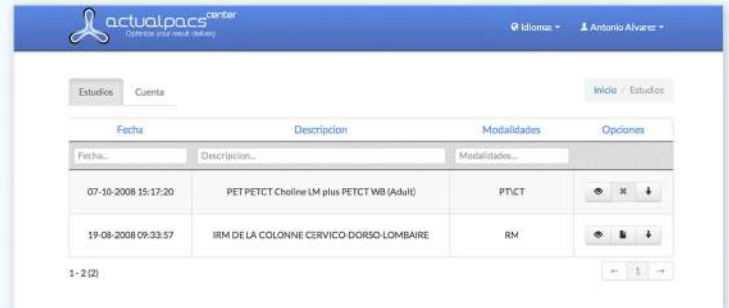 actualpacs center
Optimize your result delivery
Idiomas
Antonio Alvarez
Estudios Cuenta
Inicio / Estudios
Fecha Descripcion Modalidades Opciones
Fecha... Descripcion... Modalidades...
07-10-2008 15:17:20 PET PETCT Choline LM plus PETCT WB (Adult) PT\CT
19-08-2008 09:33:57 IRM DE LA COLONNE CERVICO-DORSO-LOMBAIRE RM
1 - 2 (2) ← 1 →